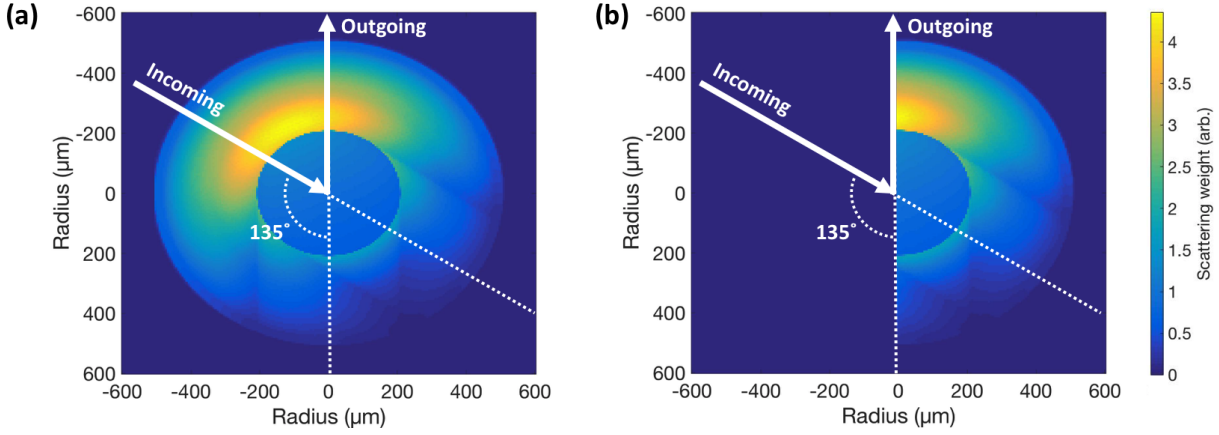 (a)
-600
-400
-200
0
200
400
600
Radius (μm)
-600 -400 -200 0 200 400 600
Radius (μm)
Incoming
Outgoing
135°
(b)
-600
-400
-200
0
200
400
600
Radius (μm)
-600 -400 -200 0 200 400 600
Radius (μm)
Incoming
Outgoing
135°
4
3.5
3
2.5
2
1.5
1
0.5
0
Scattering weight (arb.)